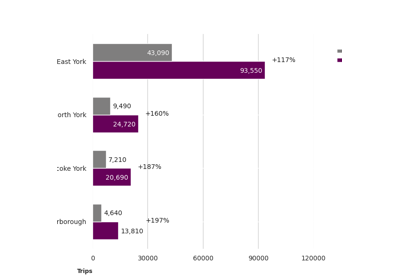 East York
43,090
93,550
+117%
orth York
9,490
24,720
+160%
coke York
7,210
20,690
+187%
rborough
4,640
13,810
+197%
0 30000 60000 90000 120000
Trips